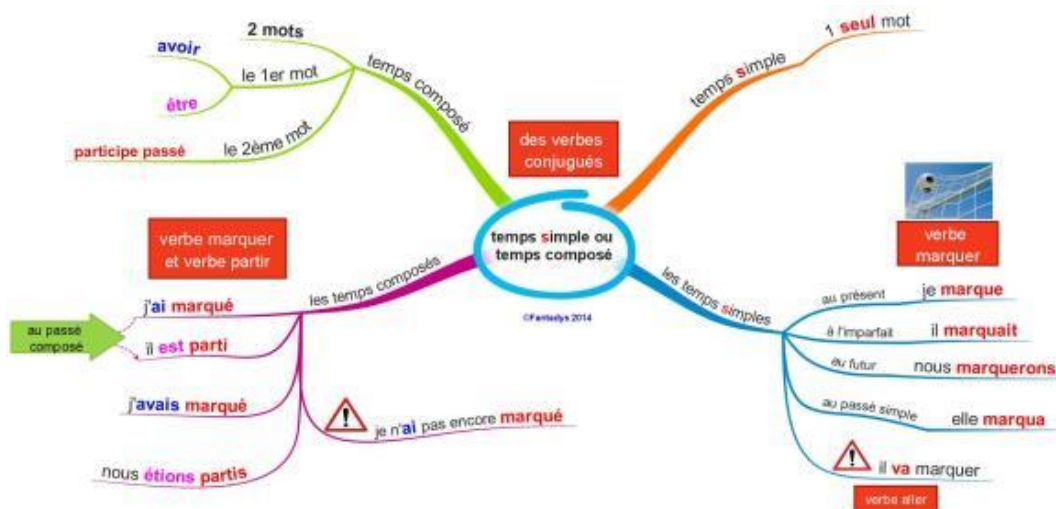 2 mots
avoir
le 1er mot
être
participe passé
le 2ème mot
temps composé
1 seul mot
temps simple
des verbes
conjugués
temps simple ou
temps composé
©Fantadys 2014
verbe marquer
et verbe partir
les temps composés
au passé
composé
j'ai marqué
il est parti
j'avais marqué
nous étions partis
je n'ai pas encore marqué
verbe
marquer
les temps simples
au présent
je marque
à l'imparfait
il marquait
au futur
nous marquerons
au passé simple
elle marqua
il va marquer
verbe aller